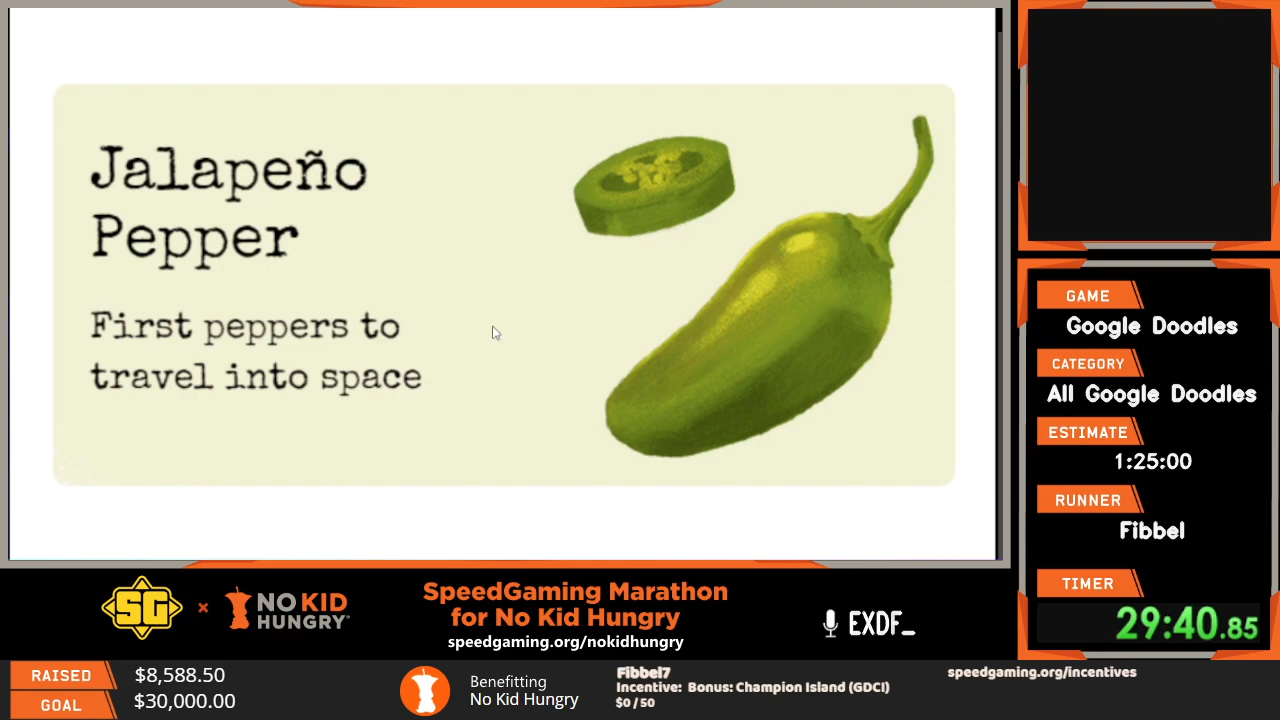 Jalapeño
Pepper
First peppers to
travel into space
GAME
Google Doodles
CATEGORY
All Google Doodles
ESTIMATE
1:25:00
RUNNER
Fibbel
TIMER
29:40.85
SG
×
NO KID
HUNGRY
SpeedGaming Marathon
for No Kid Hungry
speedgaming.org/nokidhungry
EXDF_
RAISED
$8,588.50
GOAL
$30,000.00
Benefitting
No Kid Hungry
Fibbel7
Incentive: Bonus: Champion Island (GDCI)
$0 / 50
speedgaming.org/incentives